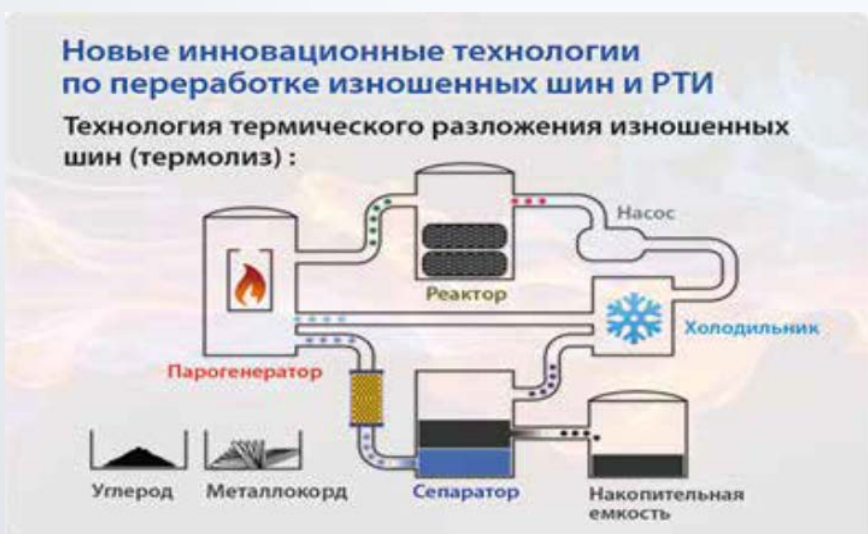 Новые инновационные технологии
по переработке изношенных шин и РТИ
Технология термического разложения изношенных
шин (термолиз) :
Насос
Реактор
Холодильник
Парогенератор
Углерод
Металлокорд
Сепаратор
Накопительная
емкость